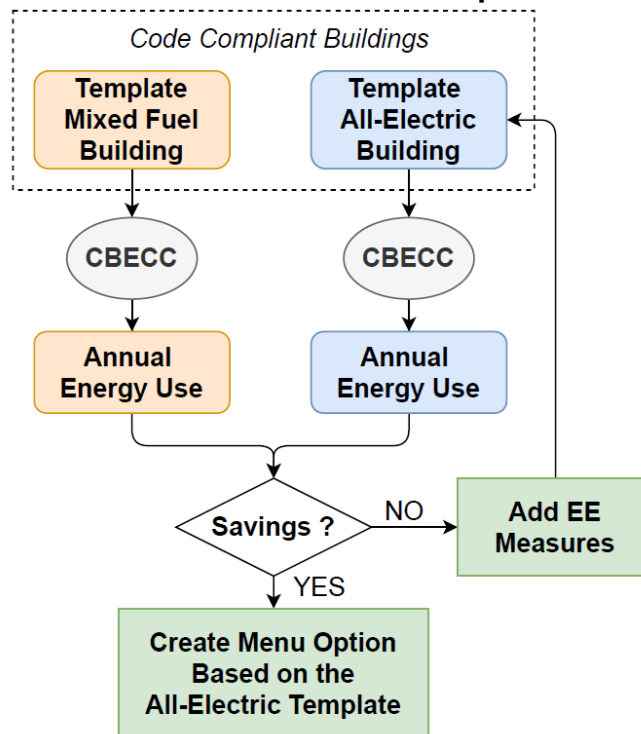 Code Compliant Buildings
Template
Mixed Fuel
Building
Template
All-Electric
Building
CBECC
CBECC
Annual
Energy Use
Annual
Energy Use
Savings ?
NO
Add EE
Measures
YES
Create Menu Option
Based on the
All-Electric Template